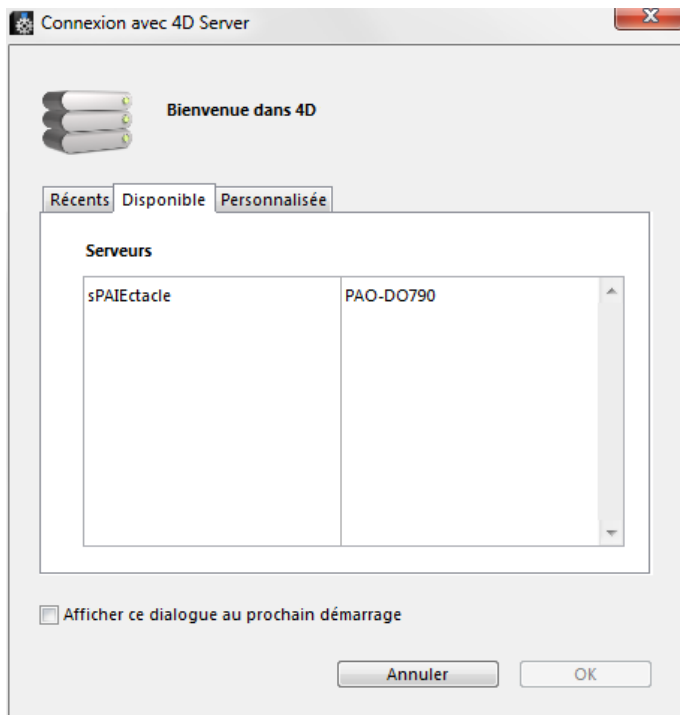 Connexion avec 4D Server
Bienvenue dans 4D
Récents Disponible Personnalisée
Serveurs
sPAIEctacle PAO-DO790
Afficher ce dialogue au prochain démarrage
Annuler OK